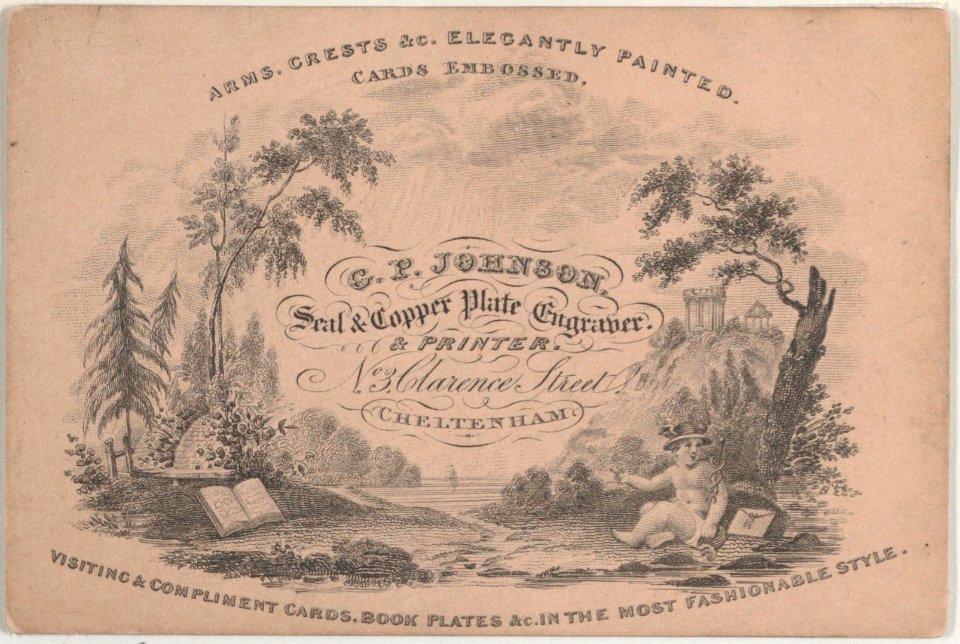 ARMS. CRESTS &c. ELEGANTLY PAINTED.
CARDS EMBOSSED.
G. P. JOHNSON,
Seal & Copper Plate Engraver.
& PRINTER.
No. 3, Clarence Street
CHELTENHAM.
VISITING & COMPLIMENT CARDS. BOOK PLATES &c. IN THE MOST FASHIONABLE STYLE.